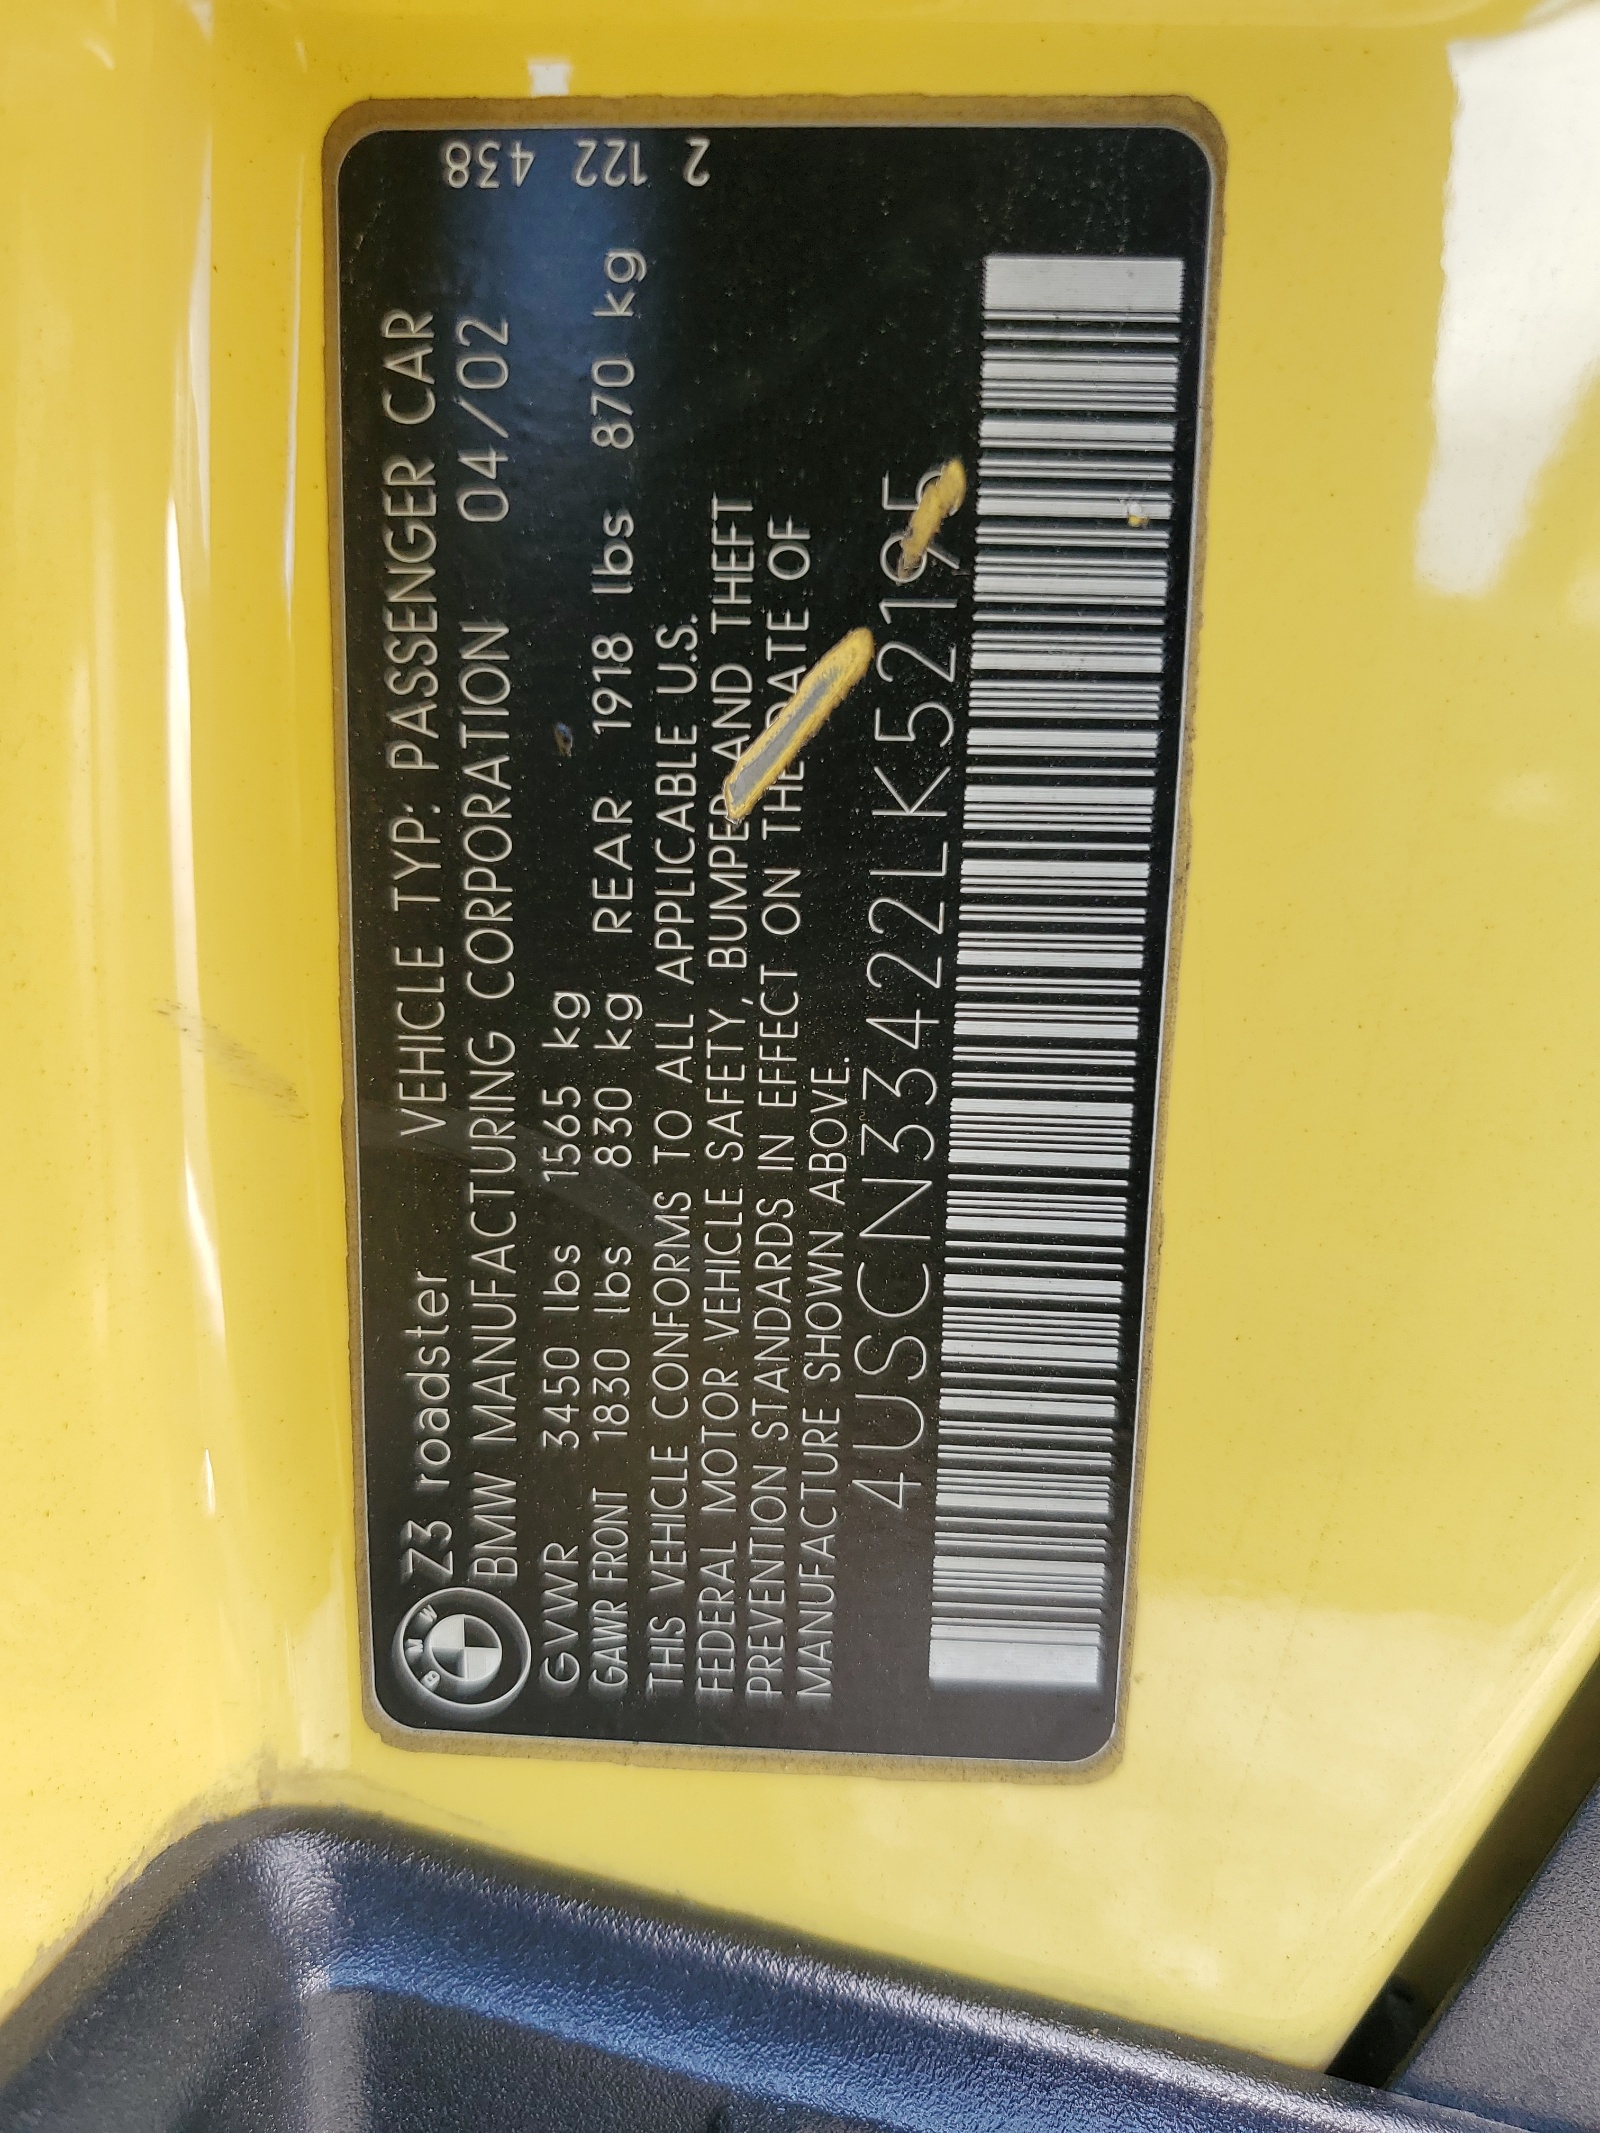 BMW
Z3 roadster VEHICLE TYP: PASSENGER CAR
BMW MANUFACTURING CORPORATION 04/02
GVWR 3450 lbs 1565 kg
GAWR FRONT 1830 lbs 830 kg REAR 1918 lbs 870 kg
THIS VEHICLE CONFORMS TO ALL APPLICABLE U.S.
FEDERAL MOTOR VEHICLE SAFETY, BUMPER AND THEFT
PREVENTION STANDARDS IN EFFECT ON THE DATE OF
MANUFACTURE SHOWN ABOVE.
4USCN33422LK52195
2 122 438